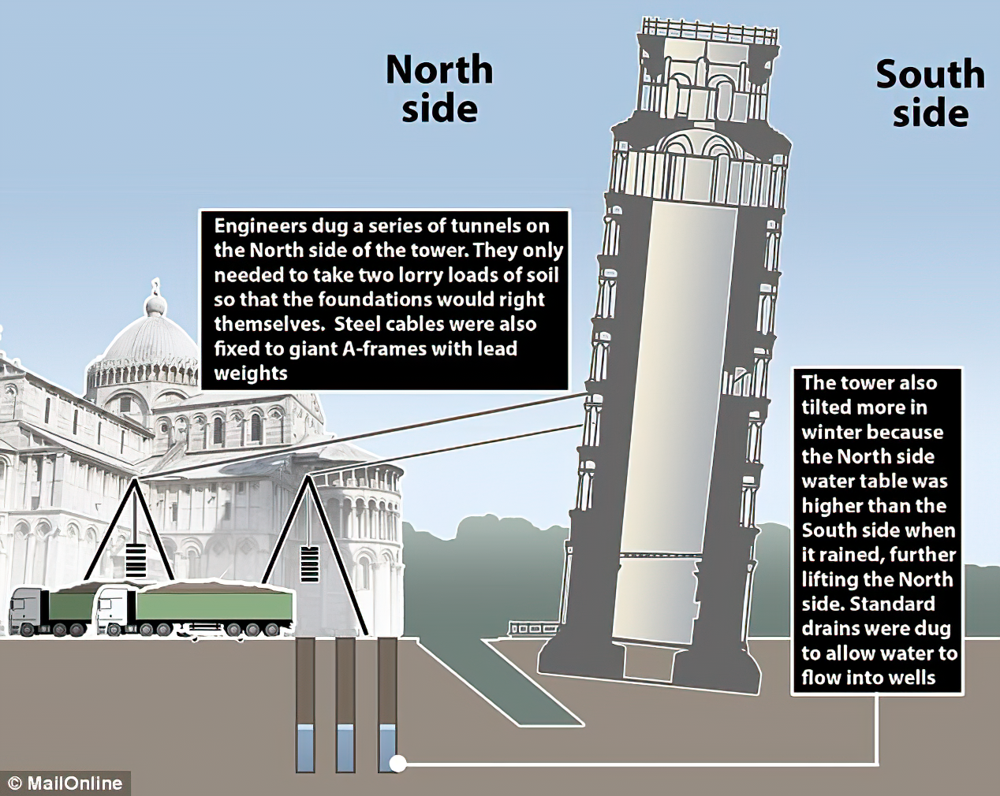 North
side
South
side
Engineers dug a series of tunnels on
the North side of the tower. They only
needed to take two lorry loads of soil
so that the foundations would right
themselves.  Steel cables were also
fixed to giant A-frames with lead
weights
The tower also
tilted more in
winter because
the North side
water table was
higher than the
South side when
it rained, further
lifting the North
side. Standard
drains were dug
to allow water to
flow into wells
© MailOnline